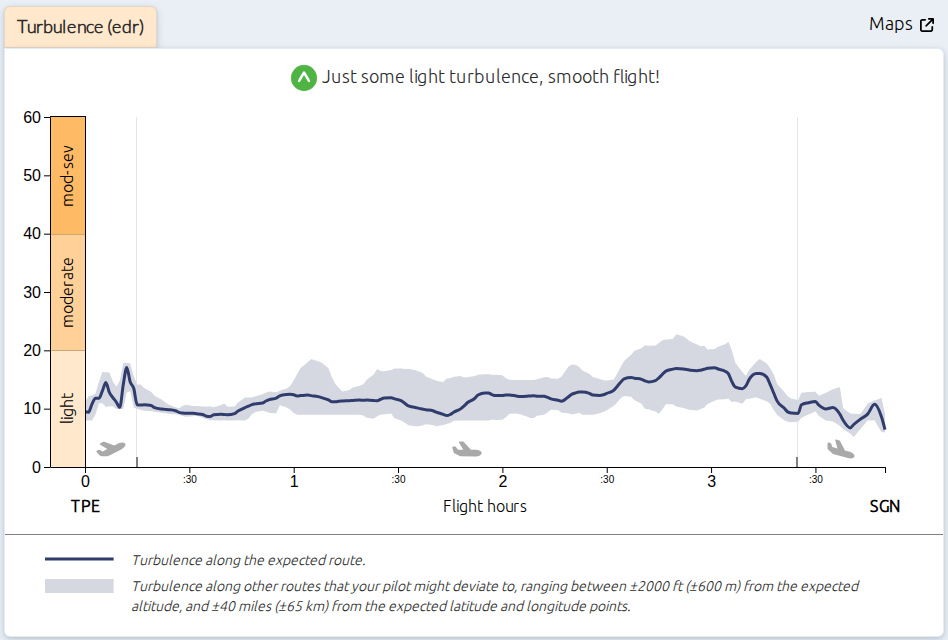 Turbulence (edr)
Maps
Just some light turbulence, smooth flight!
60
50
40
30
20
10
0
mod-sev
moderate
light
0 :30 1 :30 2 :30 3 :30
TPE Flight hours SGN
Turbulence along the expected route.
Turbulence along other routes that your pilot might deviate to, ranging between ±2000 ft (±600 m) from the expected
altitude, and ±40 miles (±65 km) from the expected latitude and longitude points.